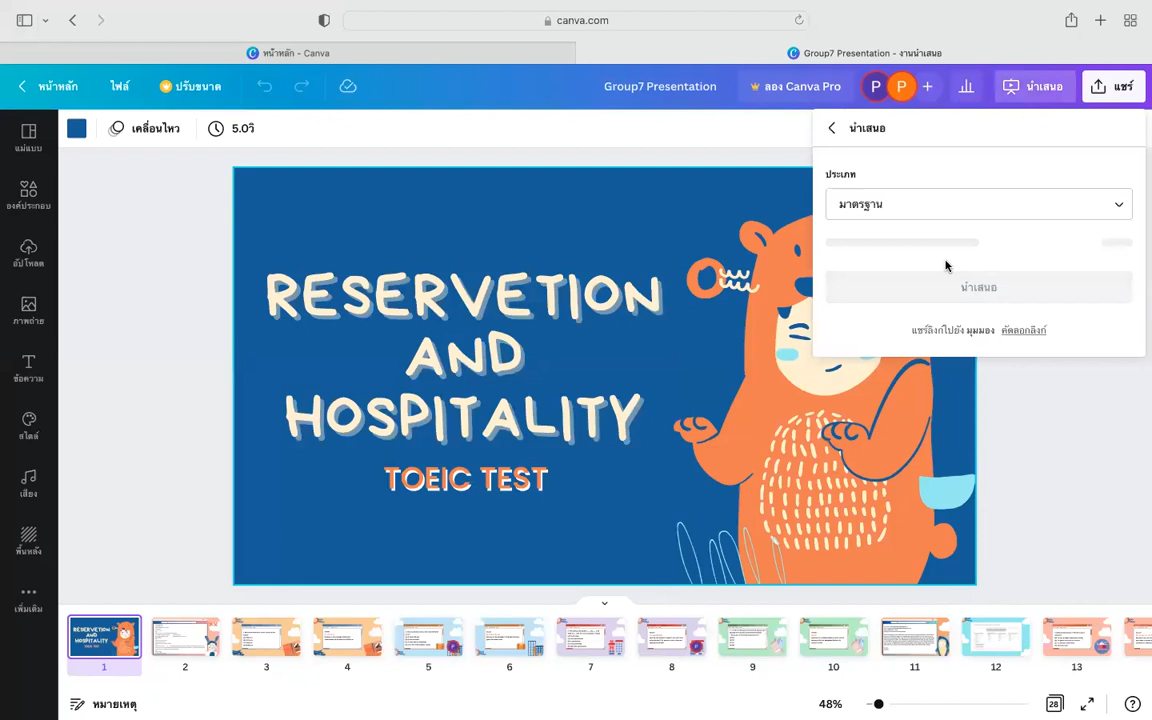 canva.com
หน้าหลัก - Canva
Group7 Presentation - งานนำเสนอ
หน้าหลัก
ไฟล์
ปรับขนาด
Group7 Presentation
ลอง Canva Pro
P
P
นำเสนอ
แชร์
เคลื่อนไหว
5.0วิ
นำเสนอ
ประเภท
มาตรฐาน
นำเสนอ
แชร์ลิงก์ไปยัง มุมมอง คัดลอกลิงก์
แม่แบบ
องค์ประกอบ
อัปโหลด
ภาพถ่าย
ข้อความ
สไตล์
เสียง
พื้นหลัง
เพิ่มเติม
RESERVETION
AND
HOSPITALITY
TOEIC TEST
RESERVETION
AND
HOSPITALITY
TOEIC TEST
1
2
3
4
5
6
7
8
9
10
11
12
13
หมายเหตุ
48%
28